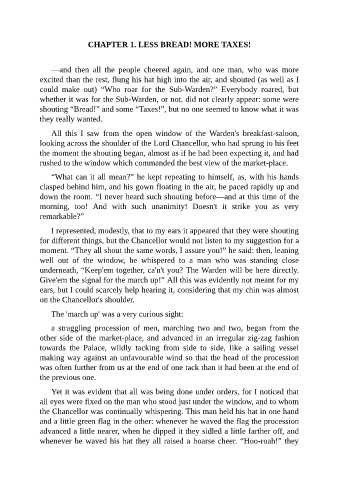 CHAPTER 1. LESS BREAD! MORE TAXES!
—and then all the people cheered again, and one man, who was more
excited than the rest, flung his hat high into the air, and shouted (as well as I
could make out) “Who roar for the Sub-Warden?” Everybody roared, but
whether it was for the Sub-Warden, or not, did not clearly appear: some were
shouting “Bread!” and some “Taxes!”, but no one seemed to know what it was
they really wanted.
All this I saw from the open window of the Warden's breakfast-saloon,
looking across the shoulder of the Lord Chancellor, who had sprung to his feet
the moment the shouting began, almost as if he had been expecting it, and had
rushed to the window which commanded the best view of the market-place.
“What can it all mean?” he kept repeating to himself, as, with his hands
clasped behind him, and his gown floating in the air, he paced rapidly up and
down the room. “I never heard such shouting before—and at this time of the
morning, too! And with such unanimity! Doesn't it strike you as very
remarkable?”
I represented, modestly, that to my ears it appeared that they were shouting
for different things, but the Chancellor would not listen to my suggestion for a
moment. “They all shout the same words, I assure you!” he said: then, leaning
well out of the window, he whispered to a man who was standing close
underneath, “Keep'em together, ca'n't you? The Warden will be here directly.
Give'em the signal for the march up!” All this was evidently not meant for my
ears, but I could scarcely help hearing it, considering that my chin was almost
on the Chancellor's shoulder.
The 'march up' was a very curious sight:
a straggling procession of men, marching two and two, began from the
other side of the market-place, and advanced in an irregular zig-zag fashion
towards the Palace, wildly tacking from side to side, like a sailing vessel
making way against an unfavourable wind so that the head of the procession
was often further from us at the end of one tack than it had been at the end of
the previous one.
Yet it was evident that all was being done under orders, for I noticed that
all eyes were fixed on the man who stood just under the window, and to whom
the Chancellor was continually whispering. This man held his hat in one hand
and a little green flag in the other: whenever he waved the flag the procession
advanced a little nearer, when he dipped it they sidled a little farther off, and
whenever he waved his hat they all raised a hoarse cheer. “Hoo-roah!” they